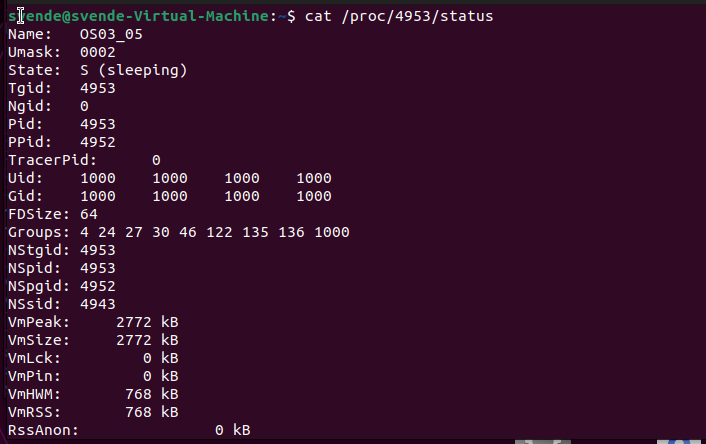 svende@svende-Virtual-Machine:~$ cat /proc/4953/status
Name:	OS03_05
Umask:	0002
State:	S (sleeping)
Tgid:	4953
Ngid:	0
Pid:	4953
PPid:	4952
TracerPid:	0
Uid:	1000	1000	1000	1000
Gid:	1000	1000	1000	1000
FDSize:	64
Groups:	4 24 27 30 46 122 135 136 1000
NStgid:	4953
NSpid:	4953
NSpgid:	4952
NSsid:	4943
VmPeak:	    2772 kB
VmSize:	    2772 kB
VmLck:	       0 kB
VmPin:	       0 kB
VmHWM:	     768 kB
VmRSS:	     768 kB
RssAnon:	       0 kB